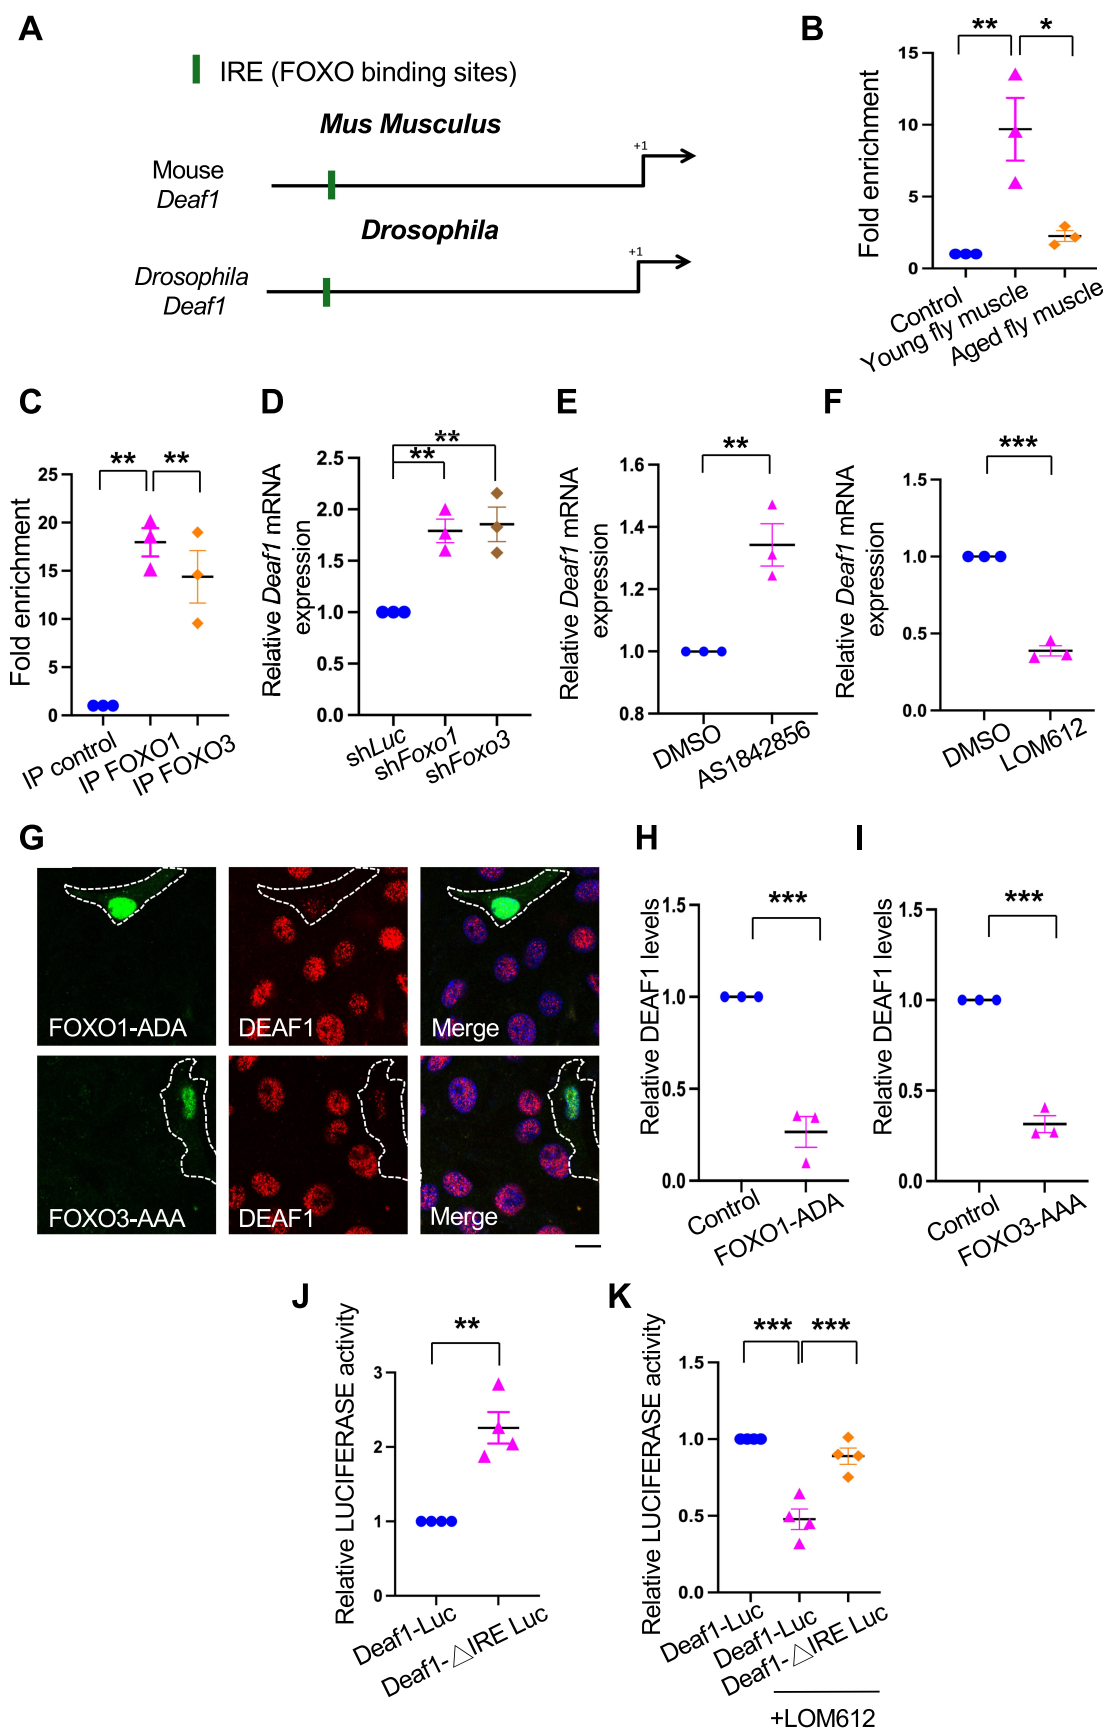 A
IRE (FOXO binding sites)
Mus Musculus
+1
Mouse
Deaf1
Drosophila
+1
Drosophila
Deaf1
B
** *
Fold enrichment
15
10
5
0
Control
Young fly muscle
Aged fly muscle
C
** **
Fold enrichment
25
20
15
10
5
0
IP control
IP FOXO1
IP FOXO3
D
**
**
Relative Deaf1 mRNA
expression
2.5
2.0
1.5
1.0
0.5
0.0
shLuc
shFoxo1
shFoxo3
E
**
Relative Deaf1 mRNA
expression
1.6
1.4
1.2
1.0
0.8
DMSO
AS1842856
F
***
Relative Deaf1 mRNA
expression
1.5
1.0
0.5
0.0
DMSO
LOM612
G
FOXO1-ADA
DEAF1
Merge
FOXO3-AAA
DEAF1
Merge
H
***
Relative DEAF1 levels
1.5
1.0
0.5
0.0
Control
FOXO1-ADA
I
***
Relative DEAF1 levels
1.5
1.0
0.5
0.0
Control
FOXO3-AAA
J
**
Relative LUCIFERASE activity
3
2
1
0
Deaf1-Luc
Deaf1-△IRE Luc
K
*** ***
Relative LUCIFERASE activity
1.5
1.0
0.5
0.0
Deaf1-Luc
Deaf1-Luc
Deaf1-△IRE Luc
+LOM612